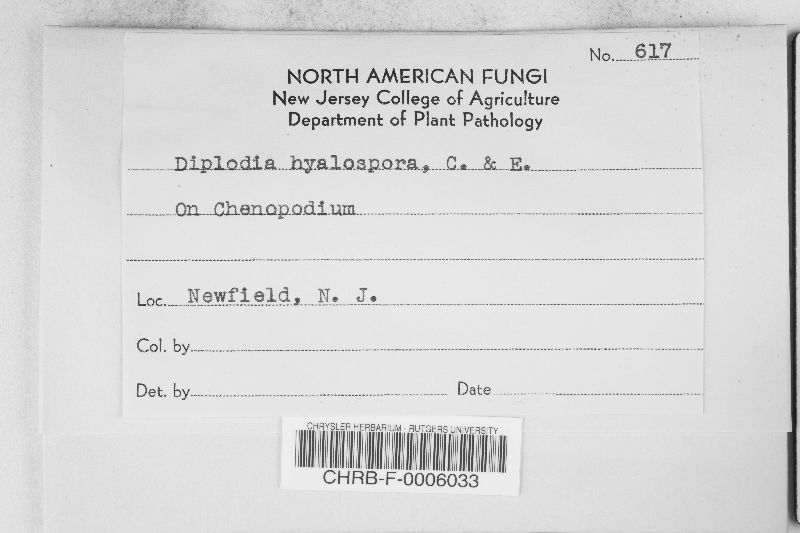 No. 617
NORTH AMERICAN FUNGI
New Jersey College of Agriculture
Department of Plant Pathology
Diplodia hyalospora, C. & E.
On Chenopodium
Loc. Newfield, N. J.
Col. by
Det. by Date
CHRYSLER HERBARIUM - RUTGERS UNIVERSITY
CHRB-F-0006033